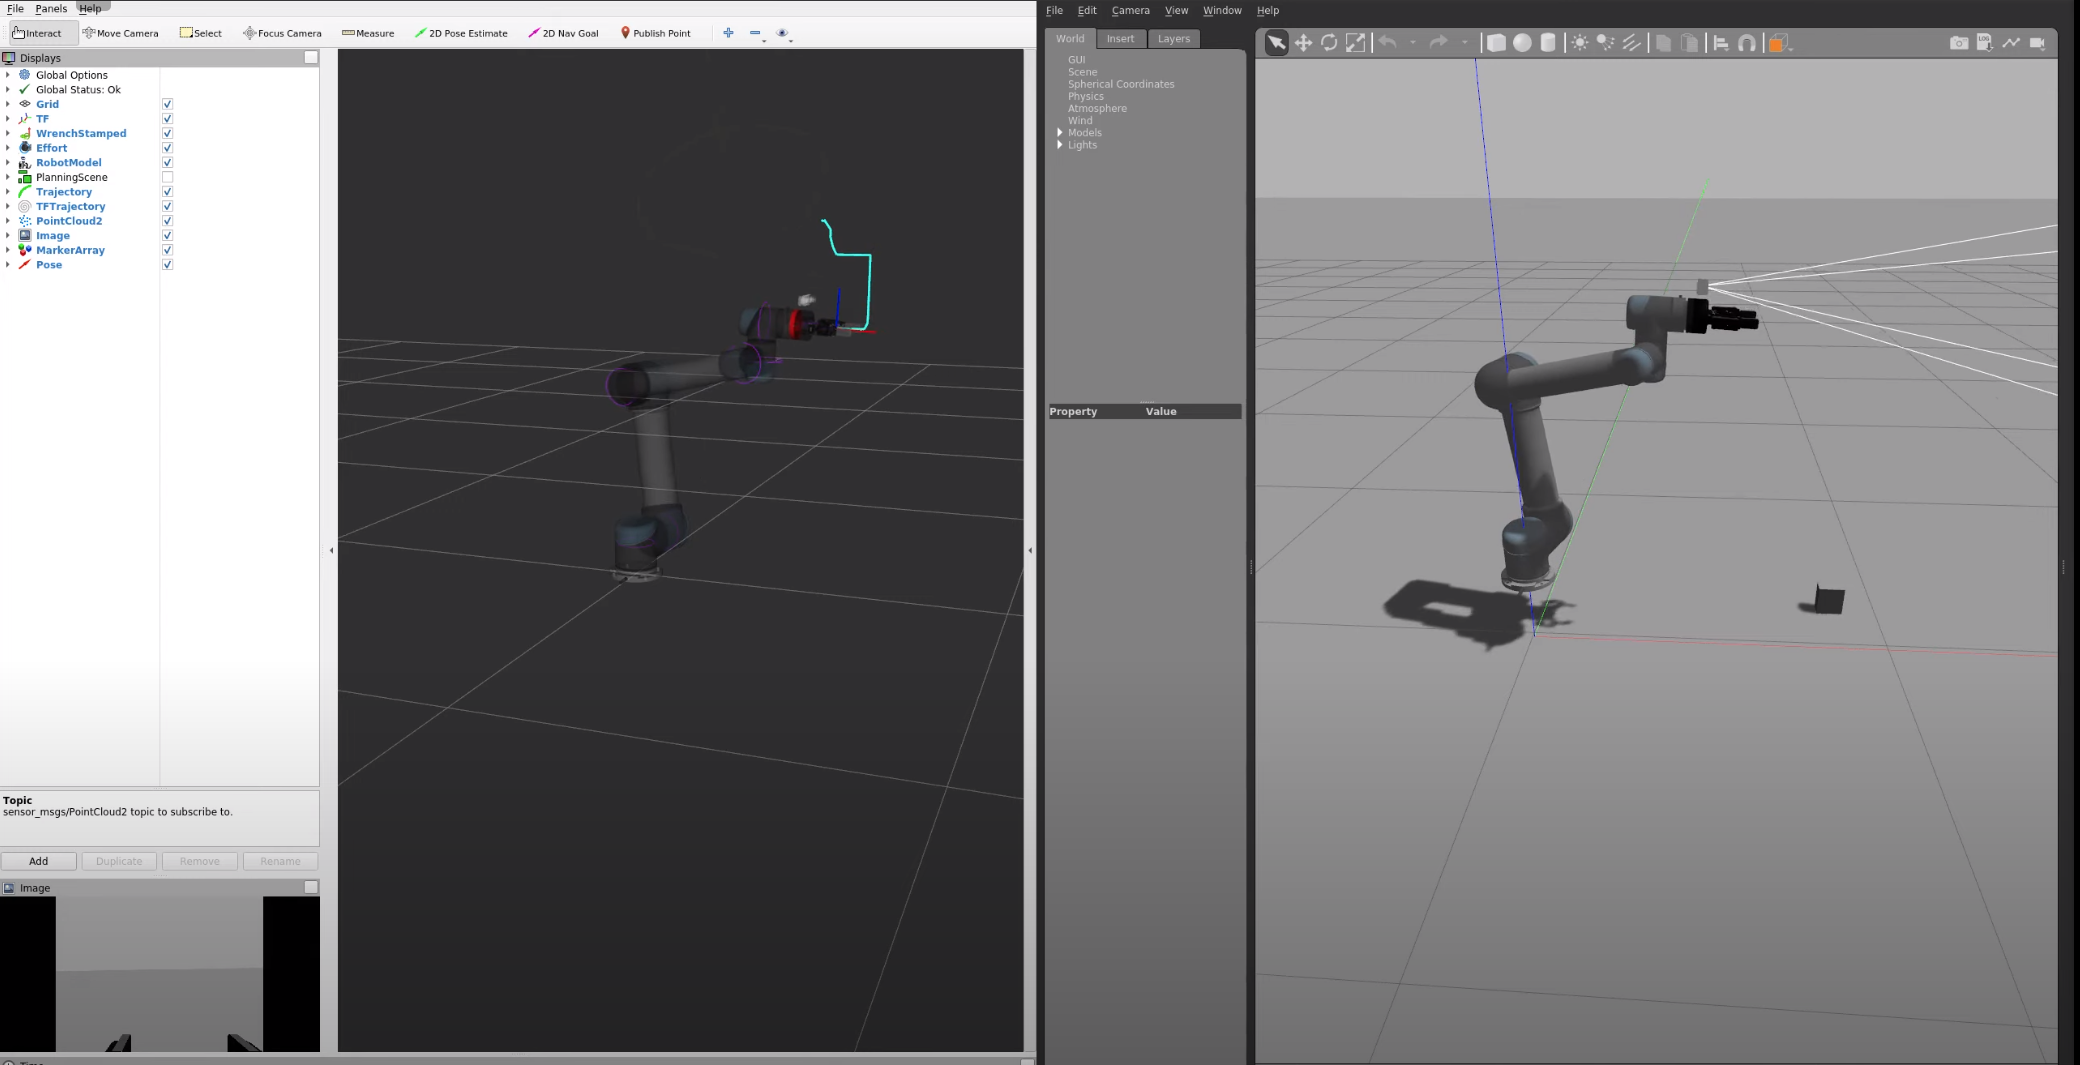 File Panels Help
Interact Move Camera Select Focus Camera Measure 2D Pose Estimate 2D Nav Goal Publish Point
Displays
Global Options
Global Status: Ok
Grid
TF
WrenchStamped
Effort
RobotModel
PlanningScene
Trajectory
TFTrajectory
PointCloud2
Image
MarkerArray
Pose
Topic
sensor_msgs/PointCloud2 topic to subscribe to.
Add Duplicate Remove Rename
Image
Time
File Edit Camera View Window Help
World Insert Layers
GUI
Scene
Spherical Coordinates
Physics
Atmosphere
Wind
Models
Lights
Property Value
LOG